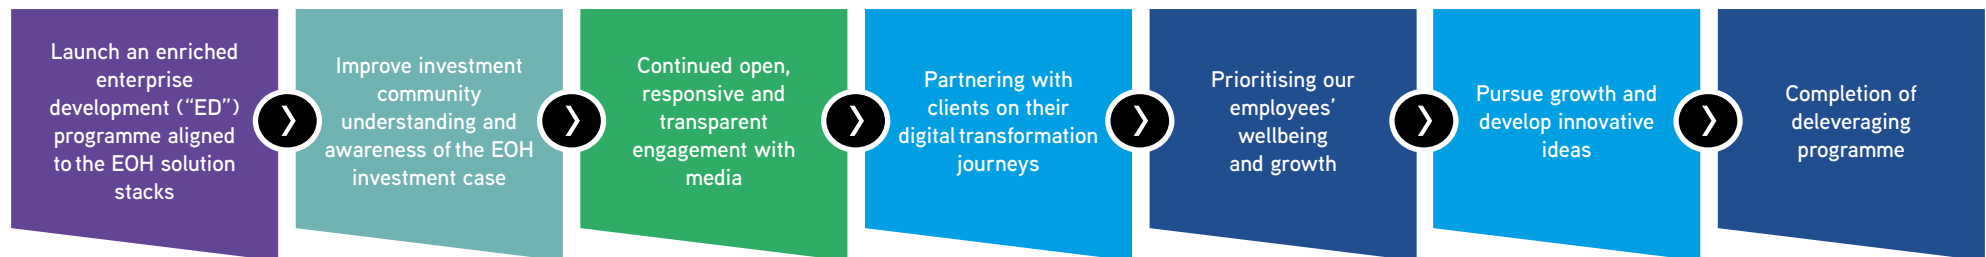 Launch an enriched
enterprise
development (“ED”)
programme aligned
to the EOH solution
stacks
Improve investment
community
understanding and
awareness of the EOH
investment case
Continued open,
responsive and
transparent
engagement with
media
Partnering with
clients on their
digital transformation
journeys
Prioritising our
employees’
wellbeing
and growth
Pursue growth and
develop innovative
ideas
Completion of
deleveraging
programme